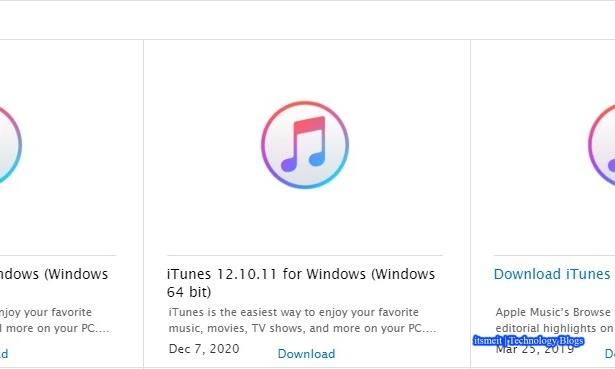 ndows (Windows
njoy your favorite
l more on your PC....
d
iTunes 12.10.11 for Windows (Windows
64 bit)
iTunes is the easiest way to enjoy your favorite
music, movies, TV shows, and more on your PC....
Dec 7, 2020
Download
Download iTunes
Apple Music's Browse
editorial highlights on
itsmeit | Technology Blogs
Mar 25, 2019
D